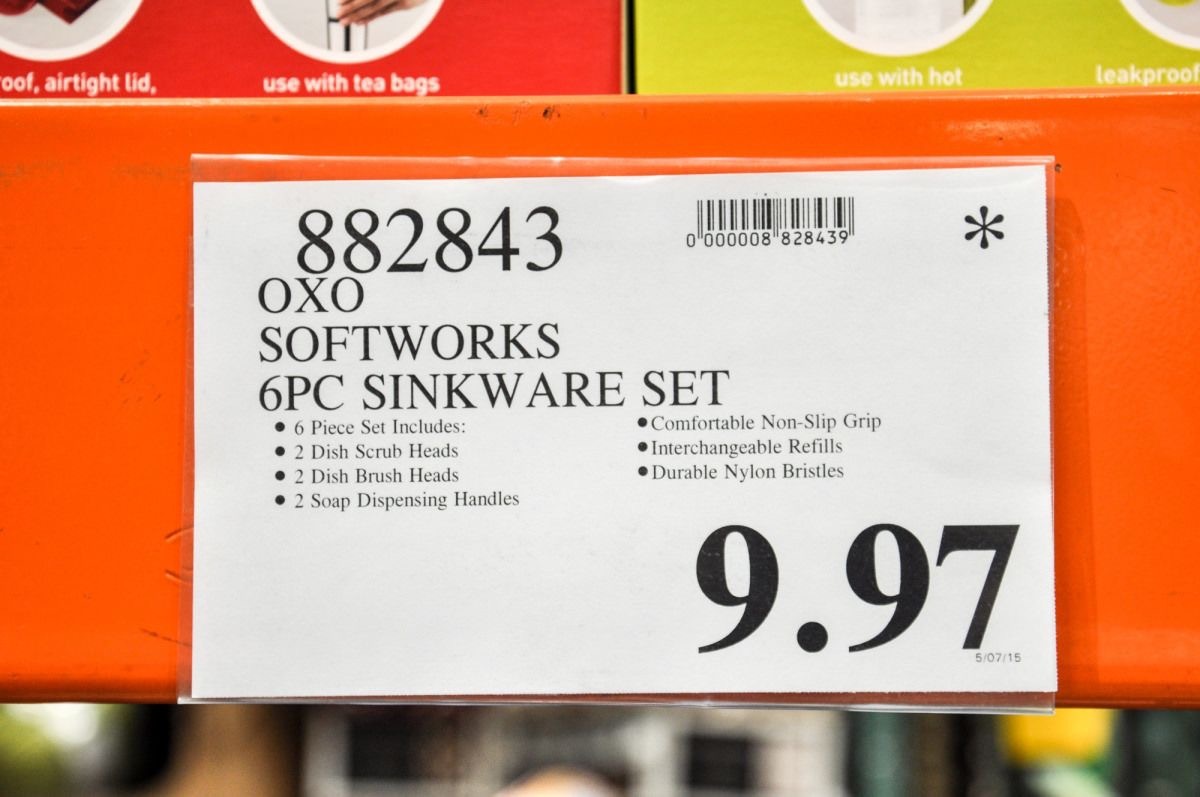 roof, airtight lid,
use with tea bags
use with hot
leakproof
882843
0 000008 828439
*
OXO
SOFTWORKS
6PC SINKWARE SET
• 6 Piece Set Includes:
• 2 Dish Scrub Heads
• 2 Dish Brush Heads
• 2 Soap Dispensing Handles
• Comfortable Non-Slip Grip
• Interchangeable Refills
• Durable Nylon Bristles
9.97
5/07/15